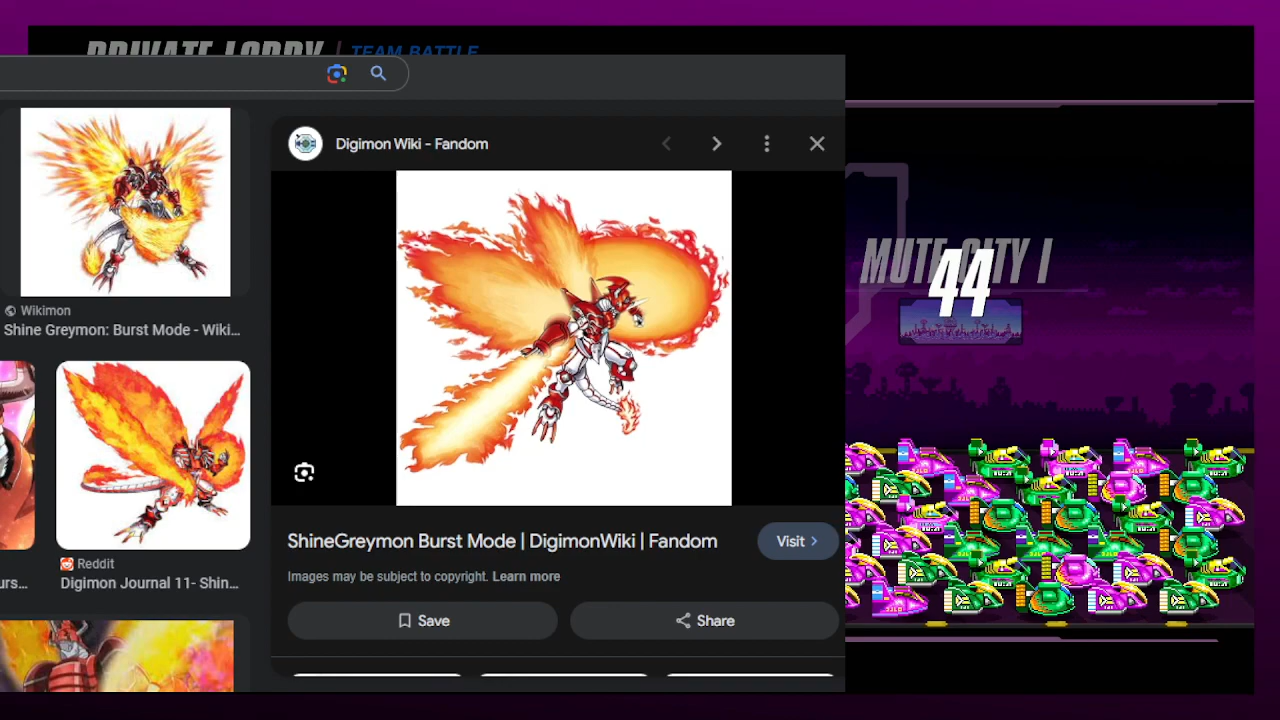 PRIVATE LOBBY | TEAM BATTLE
Digimon Wiki - Fandom
Wikimon
Shine Greymon: Burst Mode - Wiki...
MUTE CITY I
44
ShineGreymon Burst Mode | DigimonWiki | Fandom
Visit
Images may be subject to copyright. Learn more
Reddit
urs...
Digimon Journal 11- Shin...
Save
Share